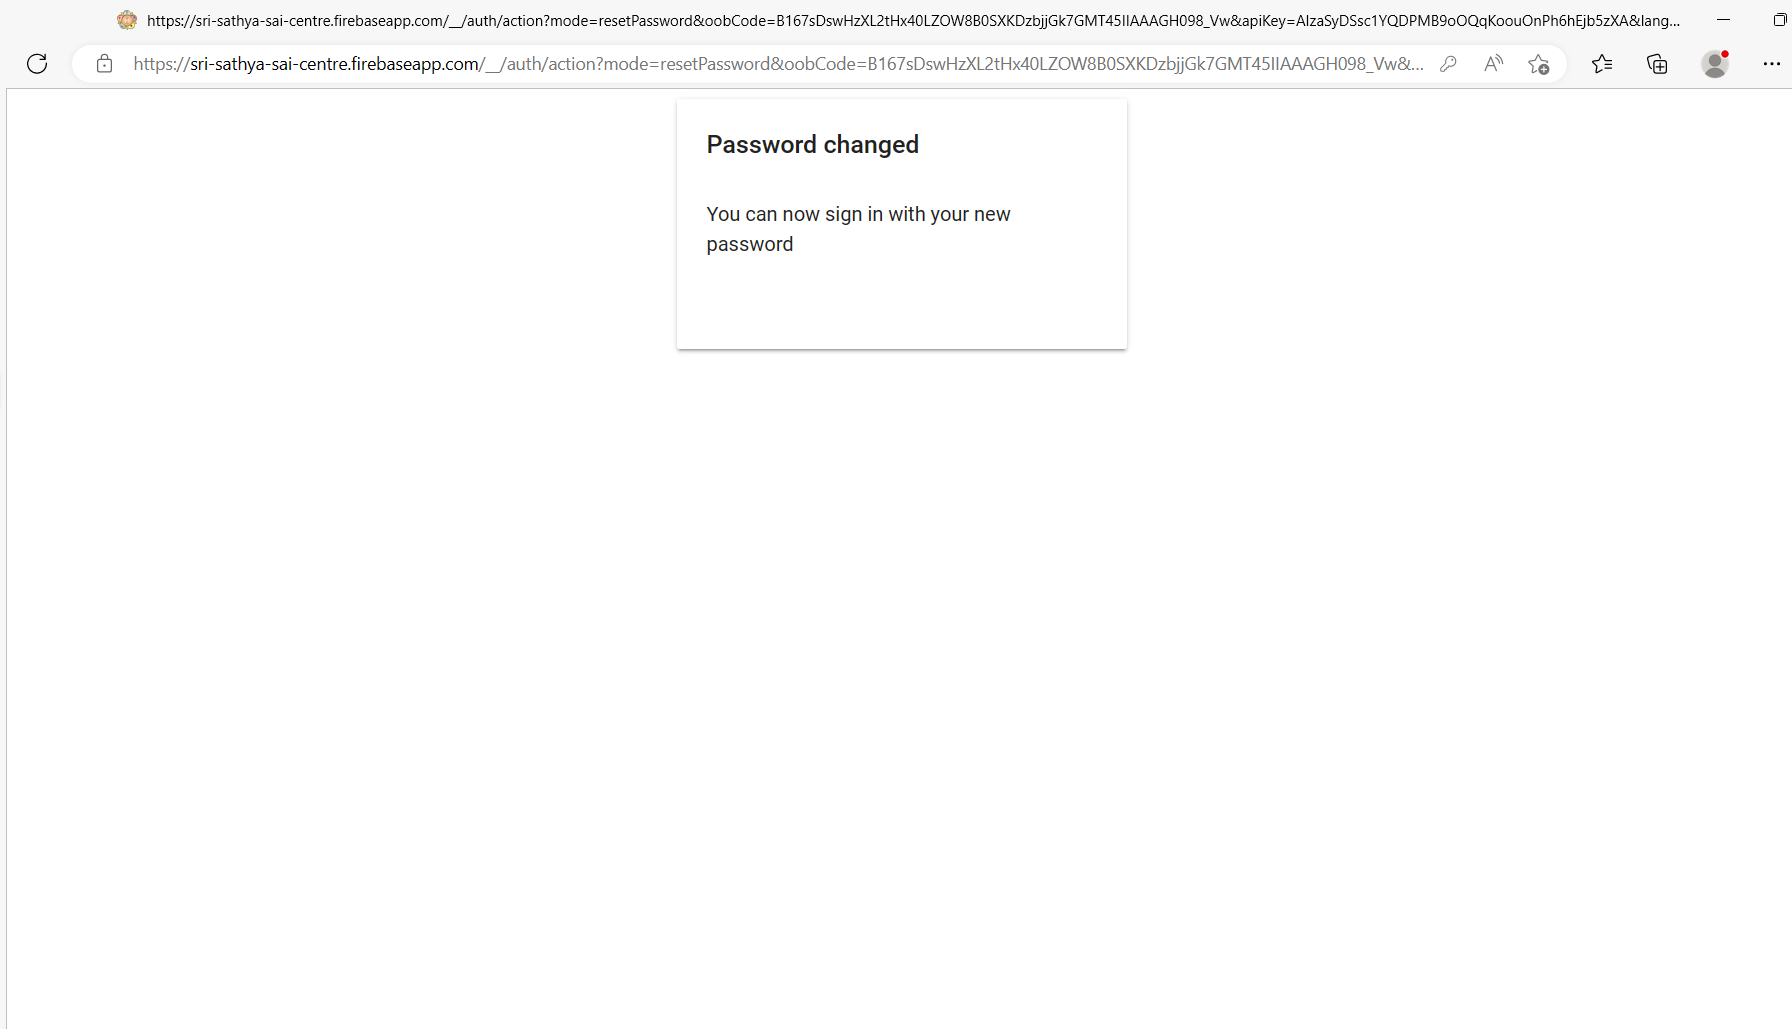 https://sri-sathya-sai-centre.firebaseapp.com/__/auth/action?mode=resetPassword&oobCode=B167sDswHzXL2tHx40LZOW8B0SXKDzbjjGk7GMT45IIAAAGH098_Vw&apiKey=AIzaSyDSsc1YQDPMB9oOQqKoouOnPh6hEjb5zXA&lang...
https://sri-sathya-sai-centre.firebaseapp.com/__/auth/action?mode=resetPassword&oobCode=B167sDswHzXL2tHx40LZOW8B0SXKDzbjjGk7GMT45IIAAAGH098_Vw&...
Password changed
You can now sign in with your new
password